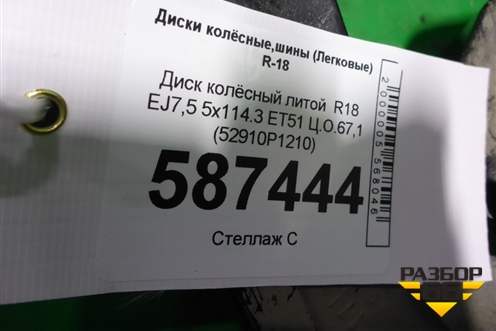 Диски колёсные,шины (Легковые)
R-18
Диск колёсный литой R18
EJ7,5 5x114.3 ET51 Ц.О.67,1
(52910P1210)
587444
Стеллаж С
2000005568046
РАЗБОР